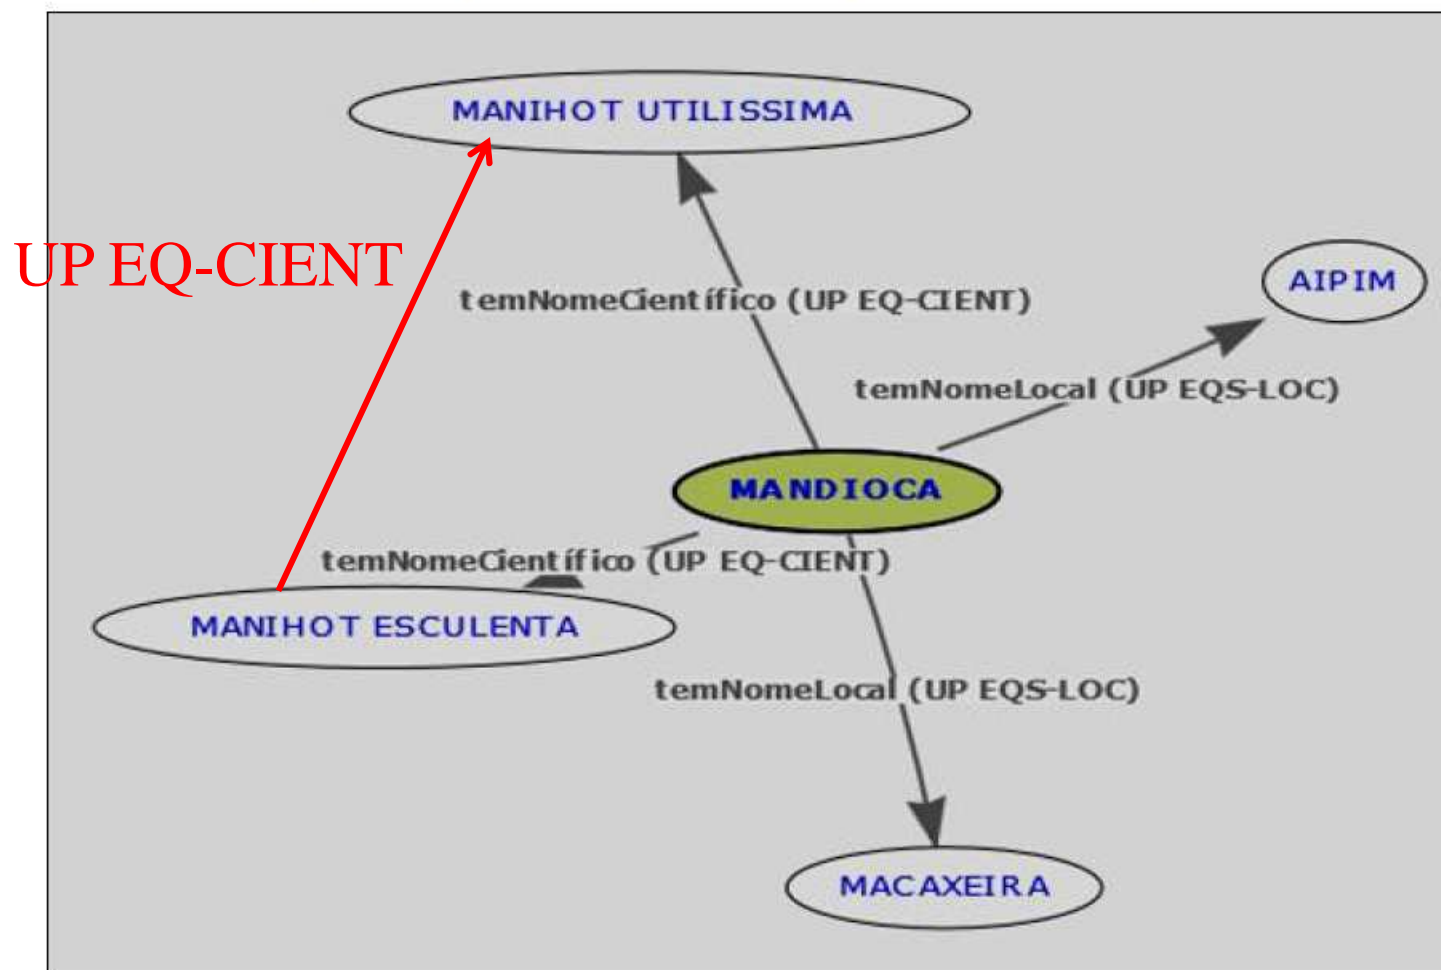 MANIHOT UTILISSIMA
UP EQ-CIENT
temNomeCientífico (UP EQ-CIENT)
AIPIM
temNomeLocal (UP EQS-LOC)
MANDIOCA
temNomeCientífico (UP EQ-CIENT)
MANIHOT ESCULENTA
temNomeLocal (UP EQS-LOC)
MACAXEIRA